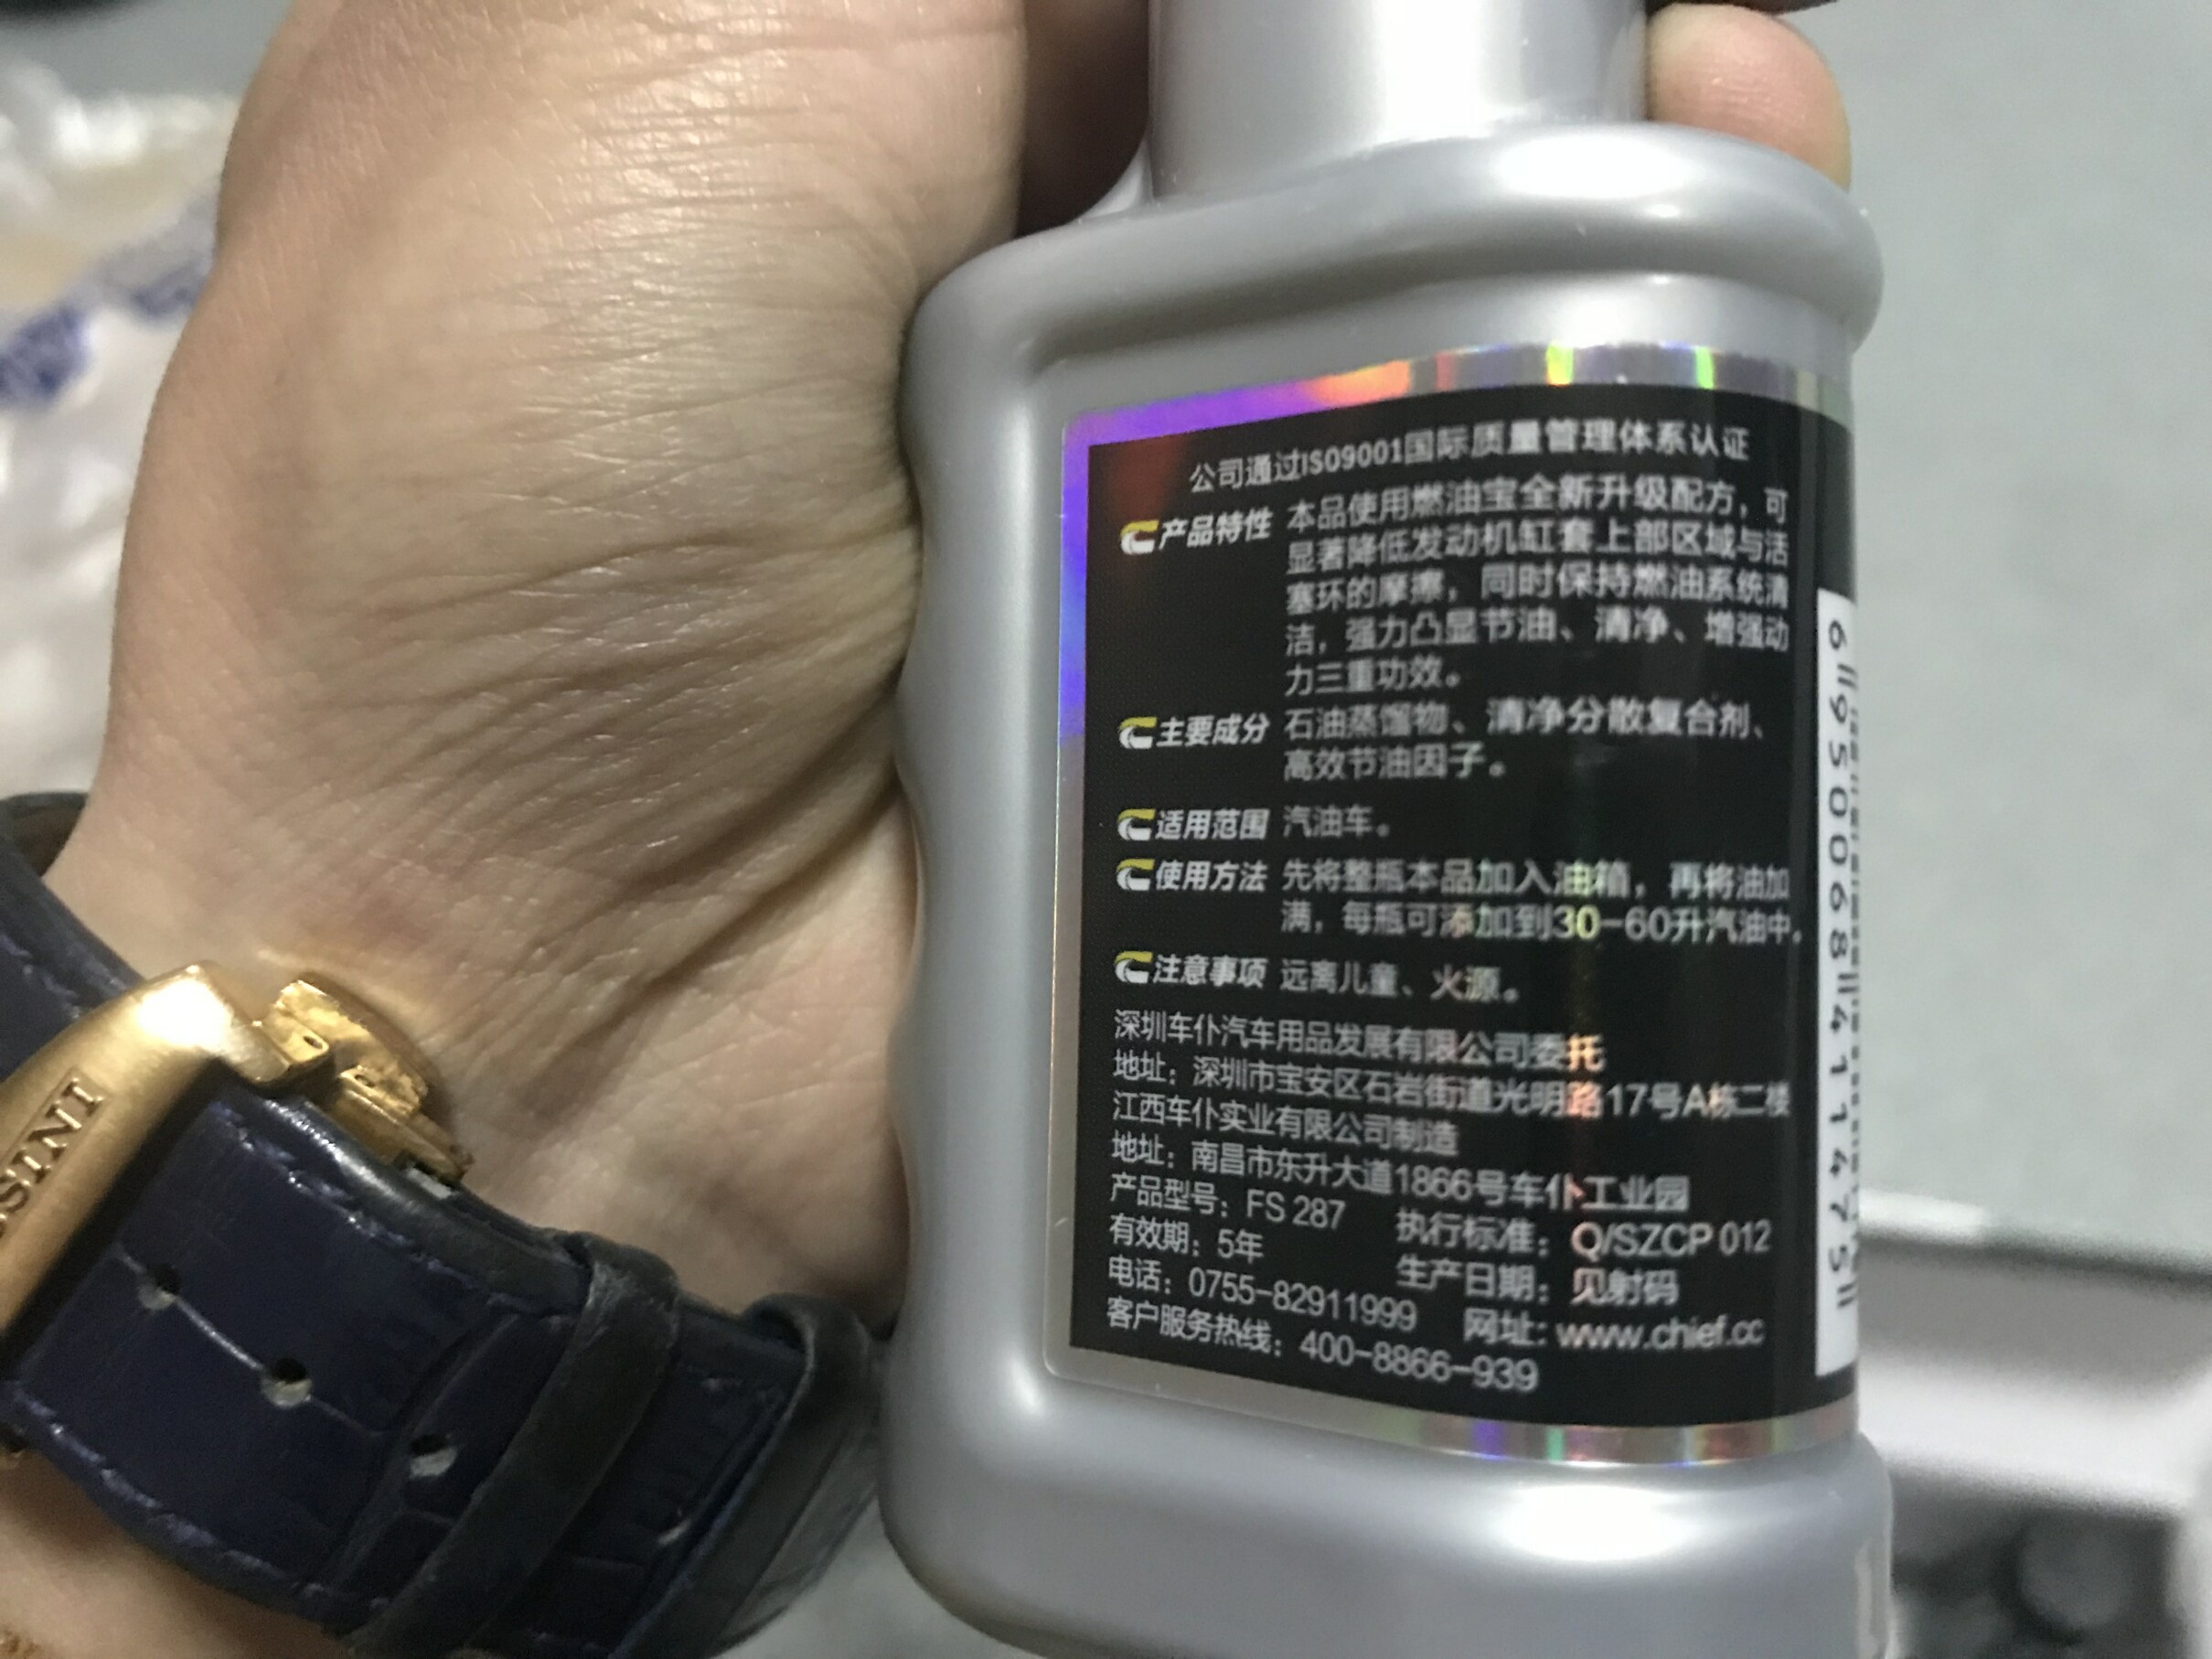 公司通过ISO9001国际质量管理体系认证
产品特性 本品使用燃油宝全新升级配方，可
显著降低发动机缸套上部区域与活
塞环的摩擦，同时保持燃油系统清
洁，强力凸显节油、清净、增强动
力三重功效。
主要成分 石油蒸馏物、清净分散复合剂、
高效节油因子。
适用范围 汽油车。
使用方法 先将整瓶本品加入油箱，再将油加
满，每瓶可添加到30-60升汽油中。
注意事项 远离儿童、火源。
深圳车仆汽车用品发展有限公司委托
地址：深圳市宝安区石岩街道光明路17号A栋二楼
江西车仆实业有限公司制造
地址：南昌市东升大道1866号车仆工业园
产品型号：FS 287 执行标准：Q/SZCP 012
有效期：5年 生产日期：见射码
电话：0755-82911999 网址：www.chief.cc
客户服务热线：400-8866-939
6950068411475
SINI